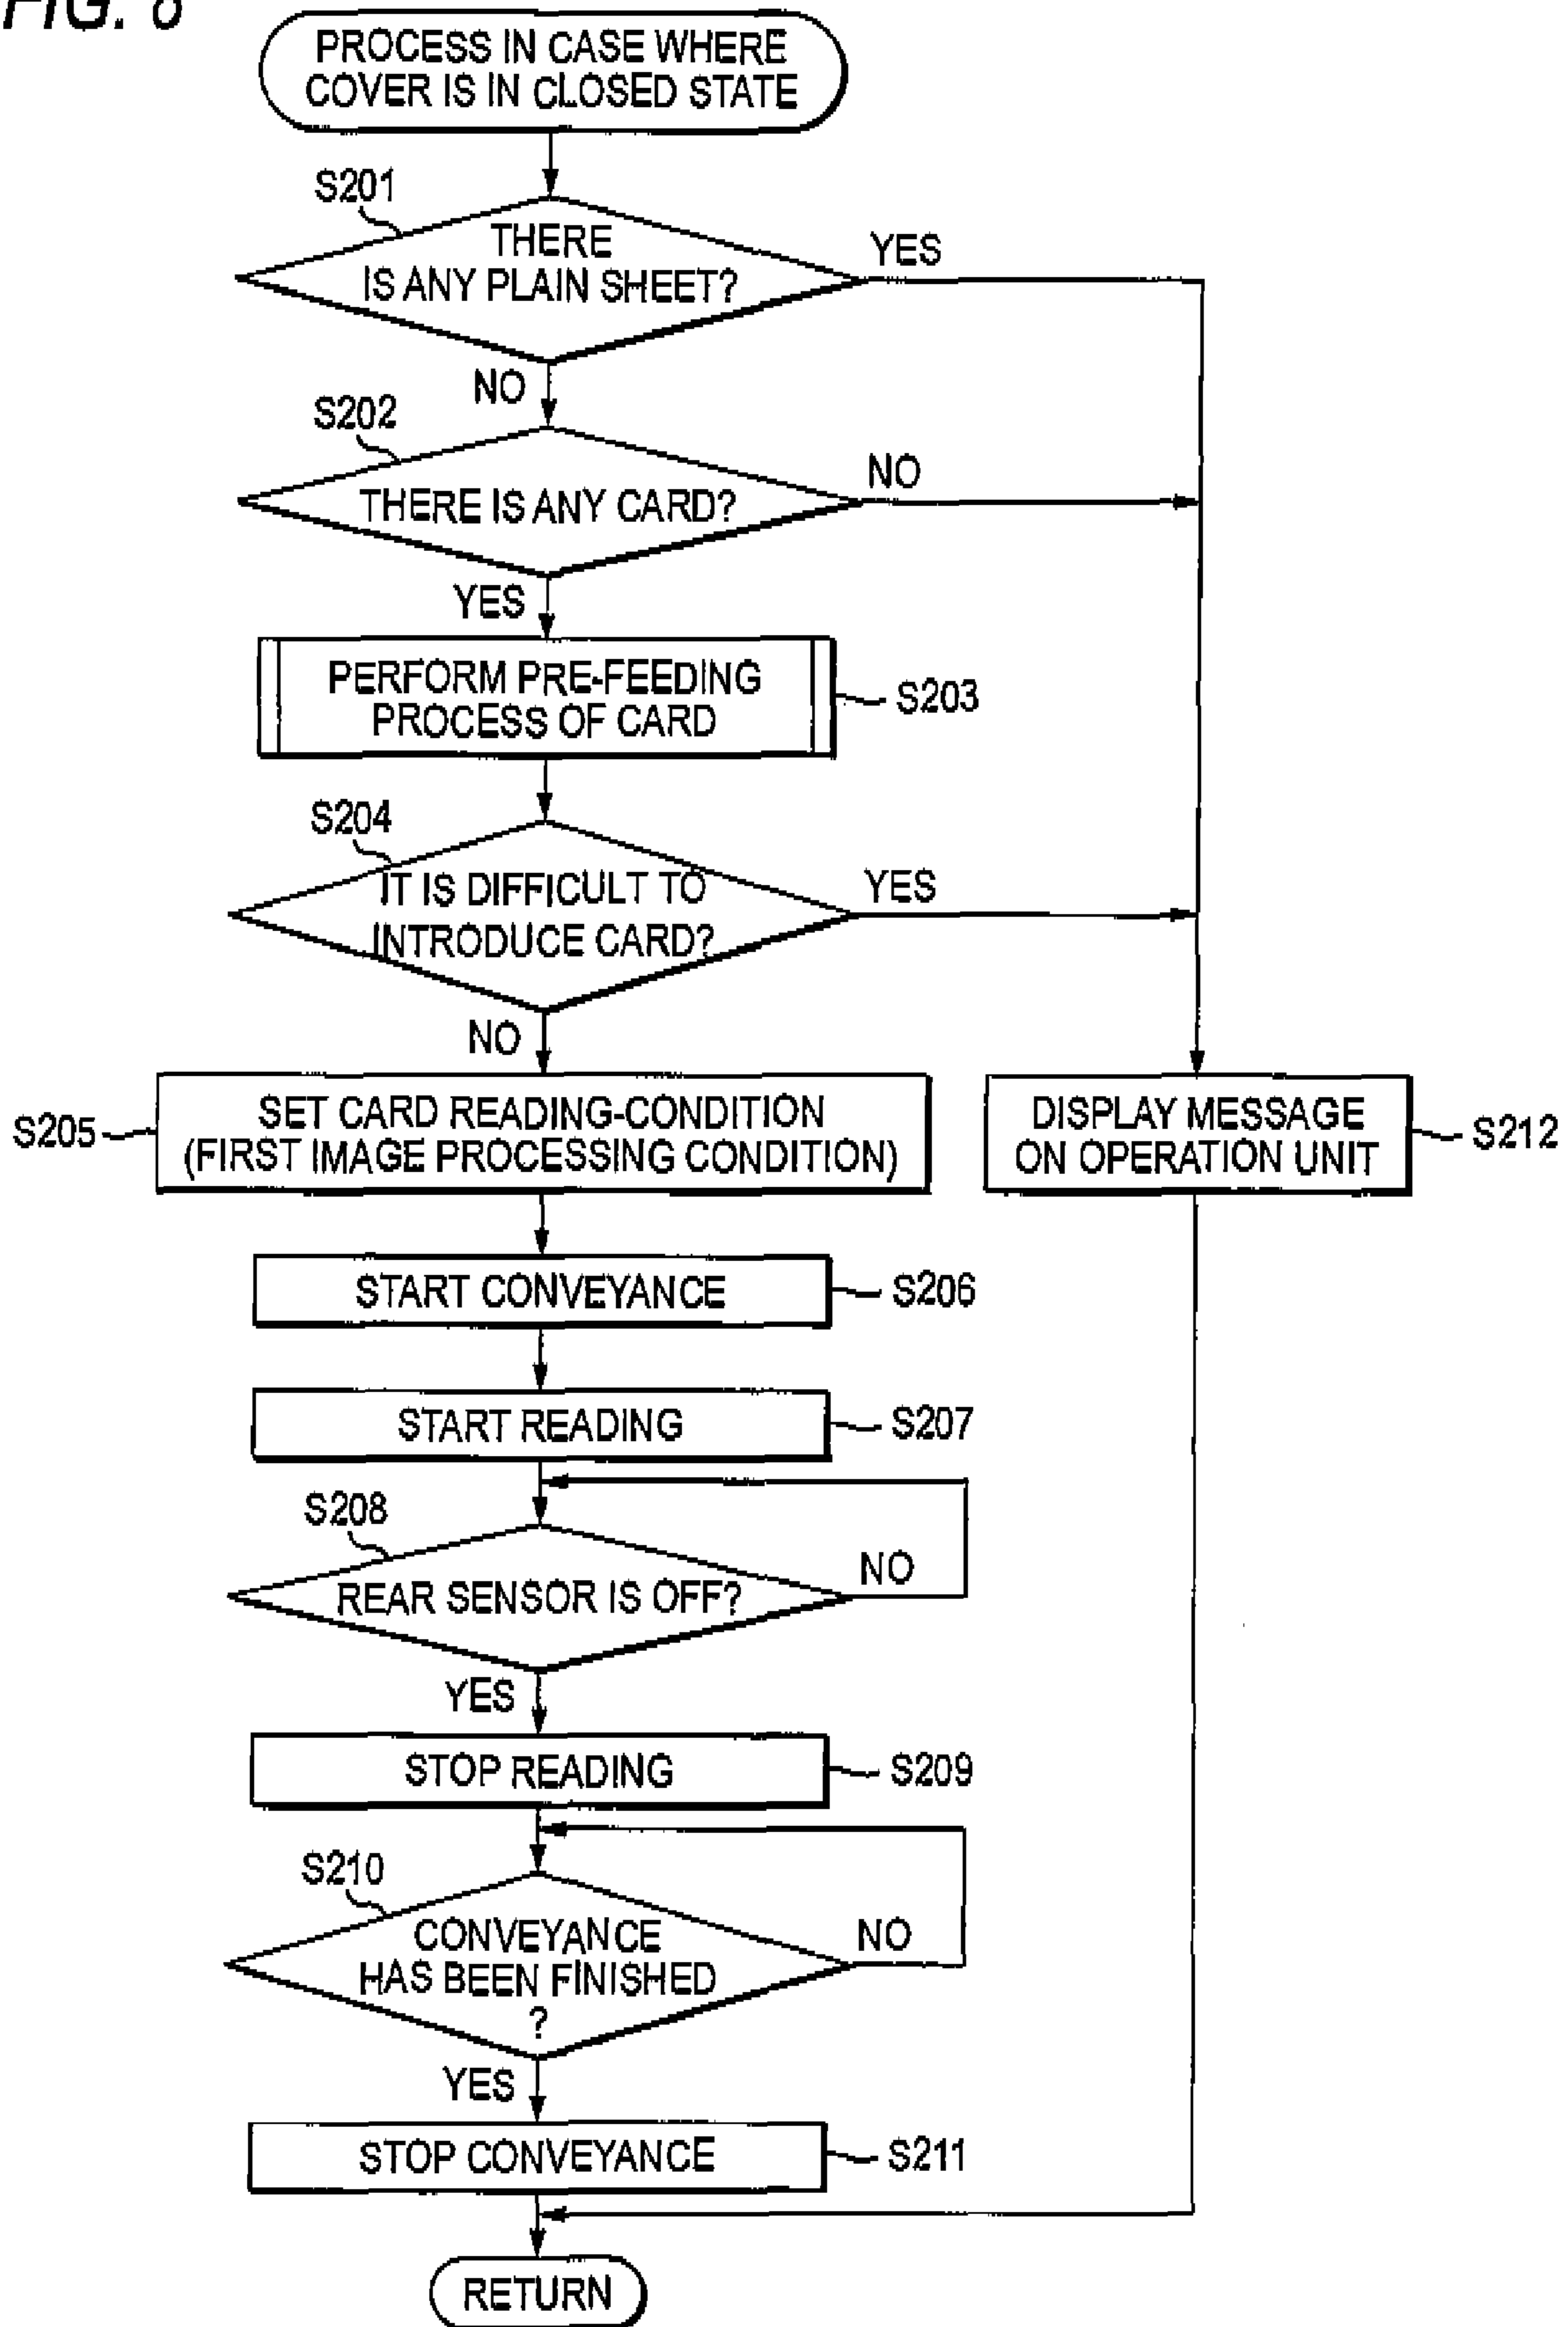 PROCESS IN CASE WHERE
COVER IS IN CLOSED STATE
S201
THERE
IS ANY PLAIN SHEET?
YES
NO
S202
THERE IS ANY CARD?
NO
YES
PERFORM PRE-FEEDING
PROCESS OF CARD
S203
S204
IT IS DIFFICULT TO
INTRODUCE CARD?
YES
NO
S205
SET CARD READING-CONDITION
(FIRST IMAGE PROCESSING CONDITION)
DISPLAY MESSAGE
ON OPERATION UNIT
S212
START CONVEYANCE
S206
START READING
S207
S208
REAR SENSOR IS OFF?
NO
YES
STOP READING
S209
S210
CONVEYANCE
HAS BEEN FINISHED
?
NO
YES
STOP CONVEYANCE
S211
RETURN